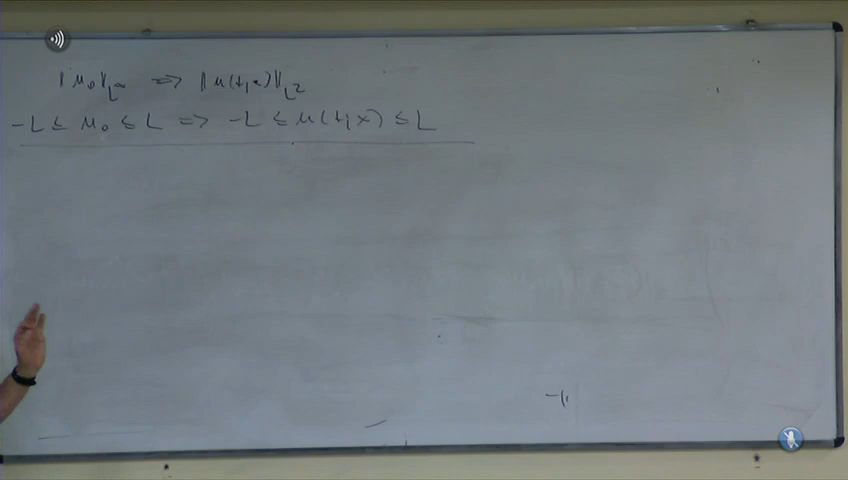 ‖u₀‖_L∞ => ‖u(t,x)‖_L2
-L ≤ u₀ ≤ L => -L ≤ u(t,x) ≤ L